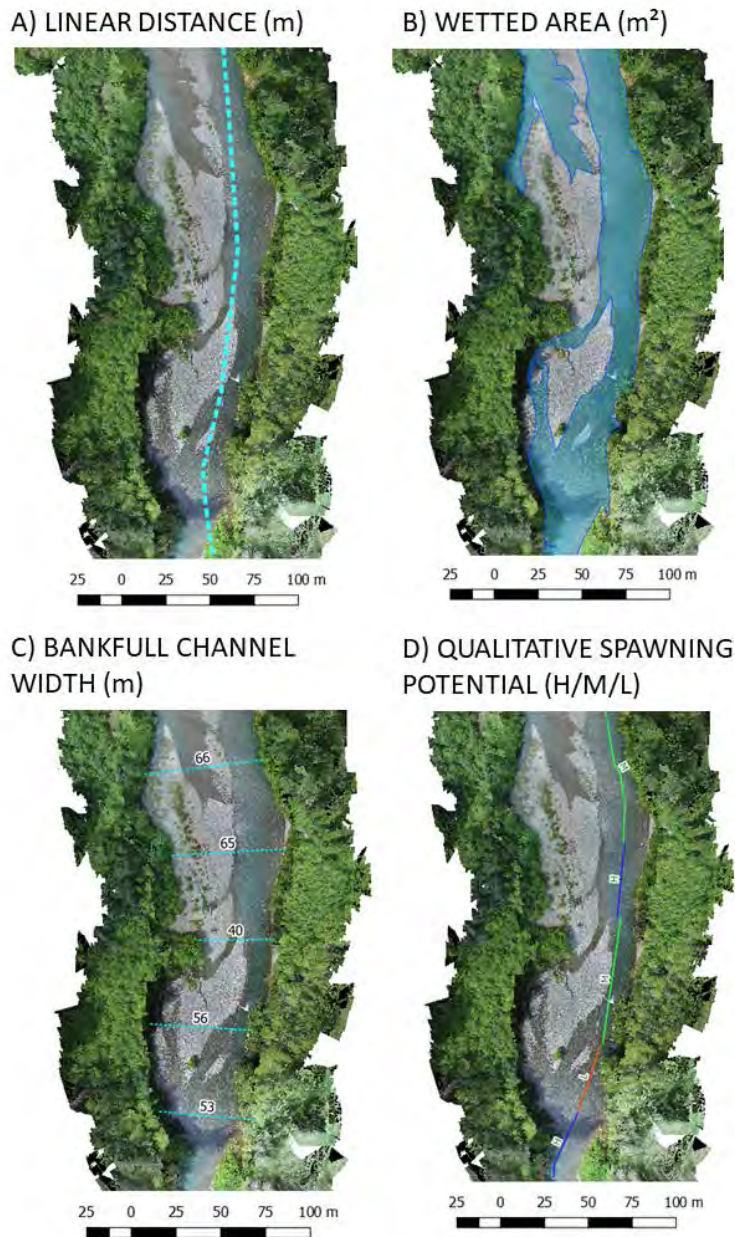 A) LINEAR DISTANCE (m)
B) WETTED AREA (m²)
25 0 25 50 75 100 m
25 0 25 50 75 100 m
C) BANKFULL CHANNEL
WIDTH (m)
D) QUALITATIVE SPAWNING
POTENTIAL (H/M/L)
66
65
40
56
53
H
L
25 0 25 50 75 100 m
25 0 25 50 75 100 m